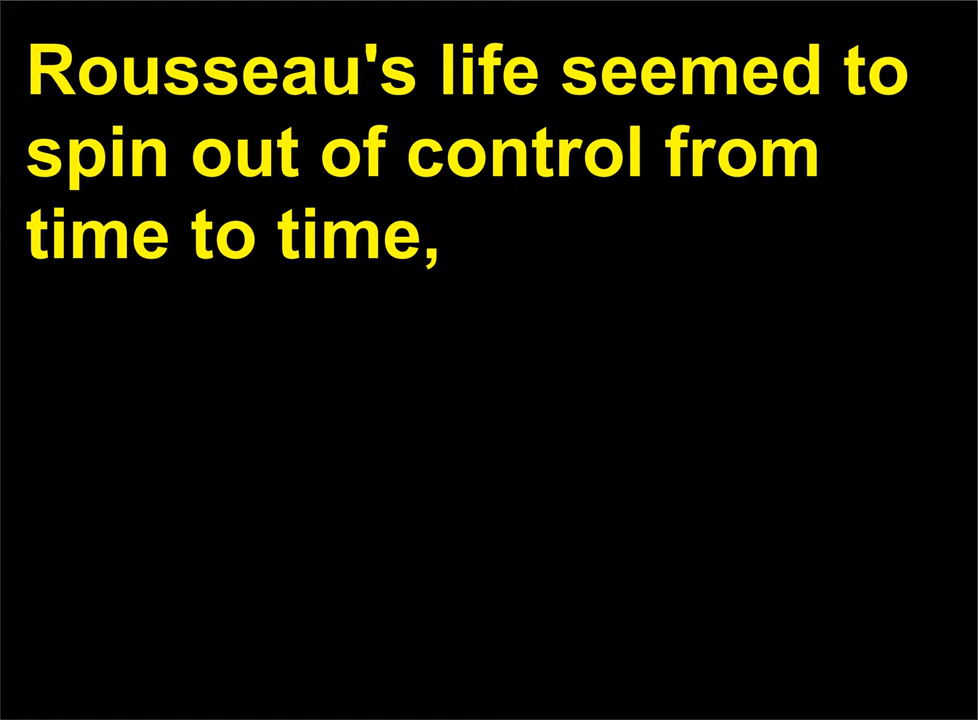 Rousseau's life seemed to
spin out of control from
time to time,